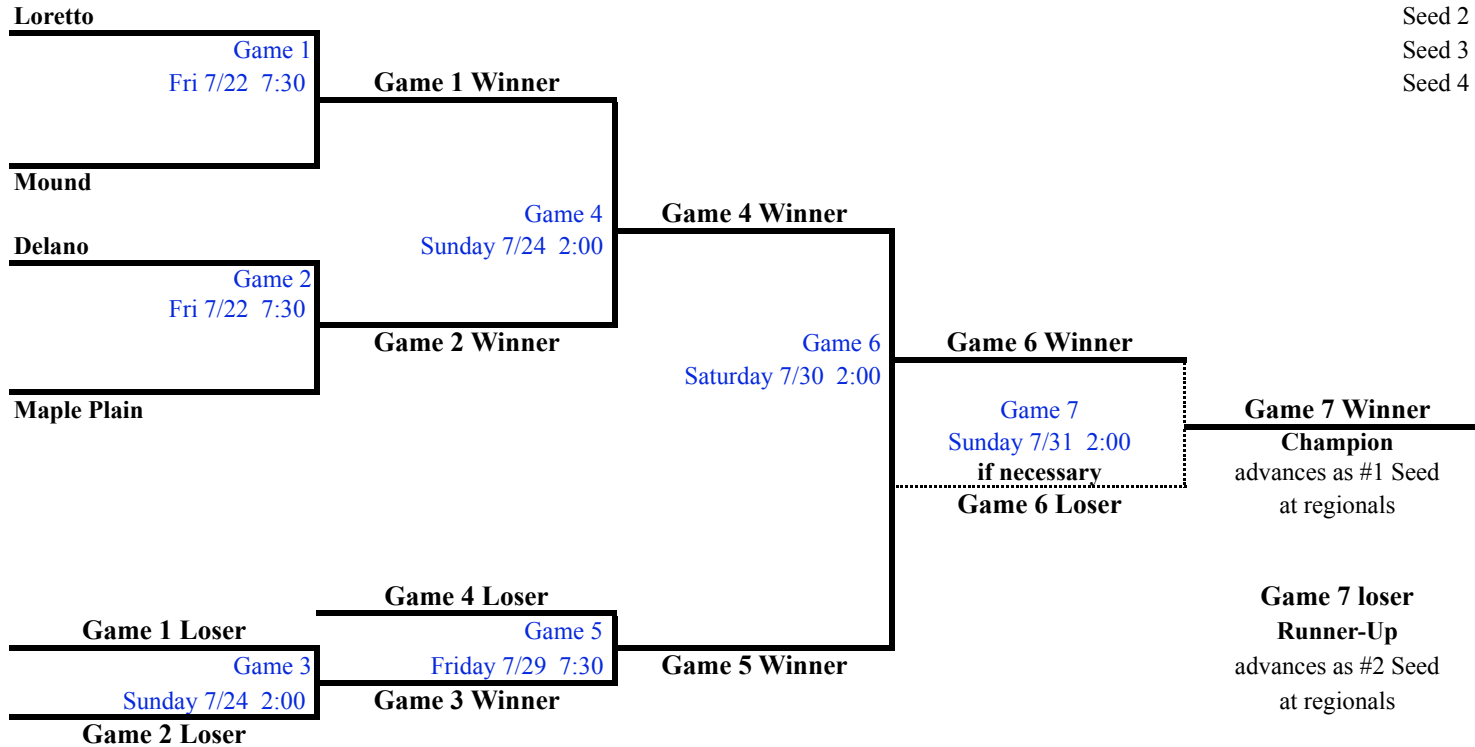 Loretto
Seed 2
Game 1
Seed 3
Fri 7/22 7:30
Game 1 Winner
Seed 4
Mound
Game 4
Game 4 Winner
Delano
Sunday 7/24 2:00
Game 2
Fri 7/22 7:30
Game 2 Winner
Game 6
Game 6 Winner
Saturday 7/30 2:00
Maple Plain
Game 7
Game 7 Winner
Sunday 7/31 2:00
Champion
if necessary
advances as #1 Seed
Game 6 Loser
at regionals
Game 4 Loser
Game 7 loser
Game 1 Loser
Game 5
Runner-Up
Game 3
Friday 7/29 7:30
Game 5 Winner
advances as #2 Seed
Sunday 7/24 2:00
Game 3 Winner
at regionals
Game 2 Loser